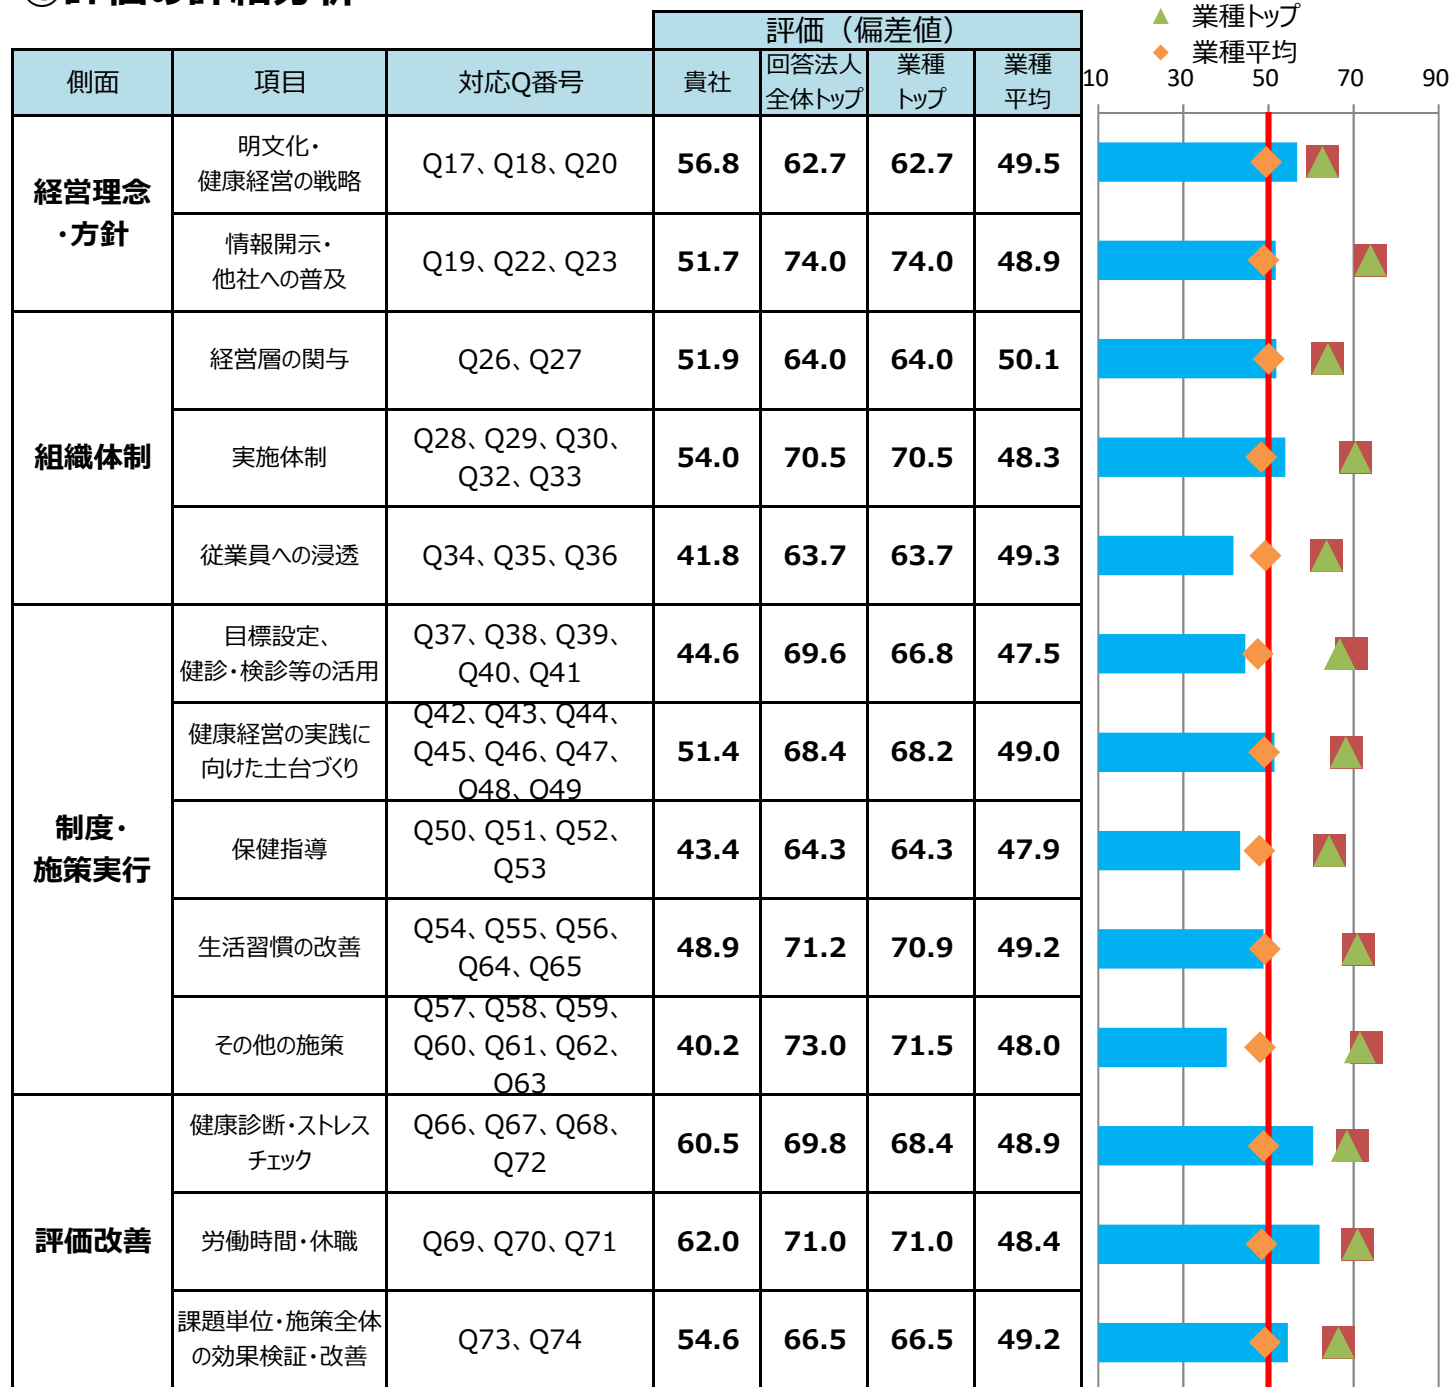 評価（偏差値）
▲ 業種トップ
◆ 業種平均
側面 項目 対応Q番号 貴社 回答法人 業種 業種
全体トップ トップ 平均
10 30 50 70 90
経営理念
・方針
明文化・
健康経営の戦略
Q17、Q18、Q20 56.8 62.7 62.7 49.5
情報開示・
他社への普及
Q19、Q22、Q23 51.7 74.0 74.0 48.9
組織体制
経営層の関与 Q26、Q27 51.9 64.0 64.0 50.1
実施体制
Q28、Q29、Q30、
Q32、Q33
54.0 70.5 70.5 48.3
従業員への浸透 Q34、Q35、Q36 41.8 63.7 63.7 49.3
制度・
施策実行
目標設定、
健診・検診等の活用
Q37、Q38、Q39、
Q40、Q41
44.6 69.6 66.8 47.5
健康経営の実践に
向けた土台づくり
Q42、Q43、Q44、
Q45、Q46、Q47、
Q48、Q49
51.4 68.4 68.2 49.0
保健指導
Q50、Q51、Q52、
Q53
43.4 64.3 64.3 47.9
生活習慣の改善
Q54、Q55、Q56、
Q64、Q65
48.9 71.2 70.9 49.2
その他の施策
Q57、Q58、Q59、
Q60、Q61、Q62、
Q63
40.2 73.0 71.5 48.0
評価改善
健康診断・ストレス
チェック
Q66、Q67、Q68、
Q72
60.5 69.8 68.4 48.9
労働時間・休職 Q69、Q70、Q71 62.0 71.0 71.0 48.4
課題単位・施策全体
の効果検証・改善
Q73、Q74 54.6 66.5 66.5 49.2